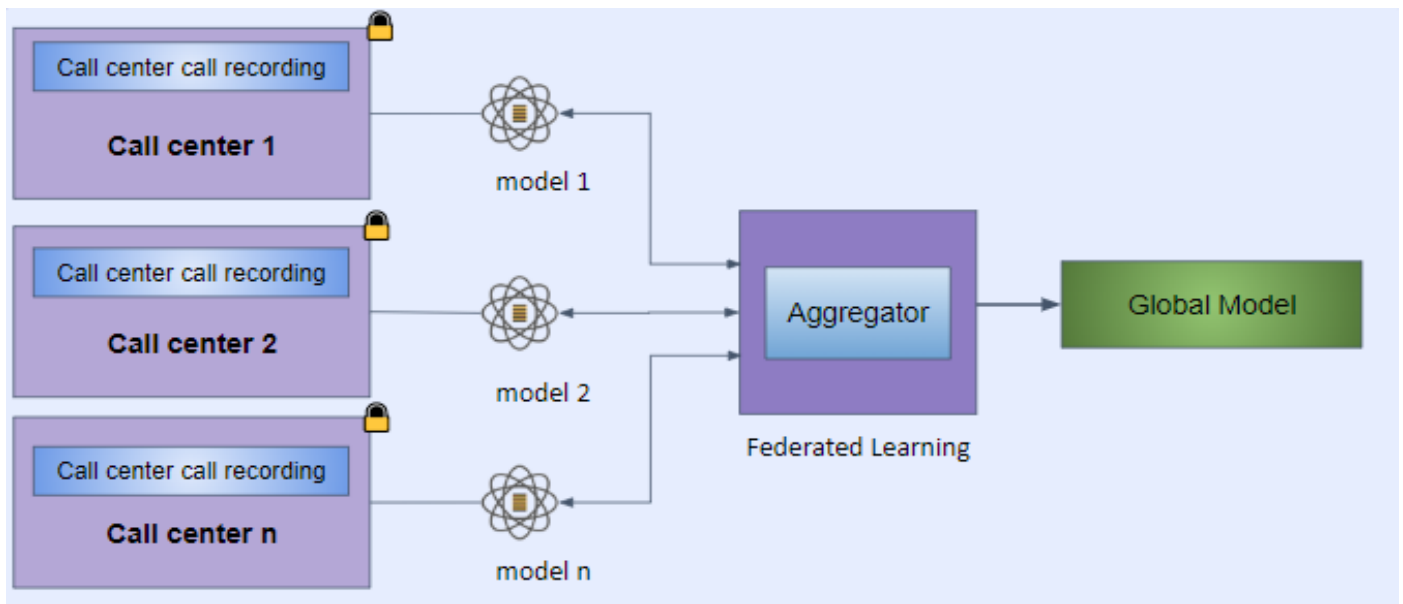 Call center call recording
Call center 1
model 1
Call center call recording
Call center 2
model 2
Call center call recording
Call center n
model n
Aggregator
Federated Learning
Global Model